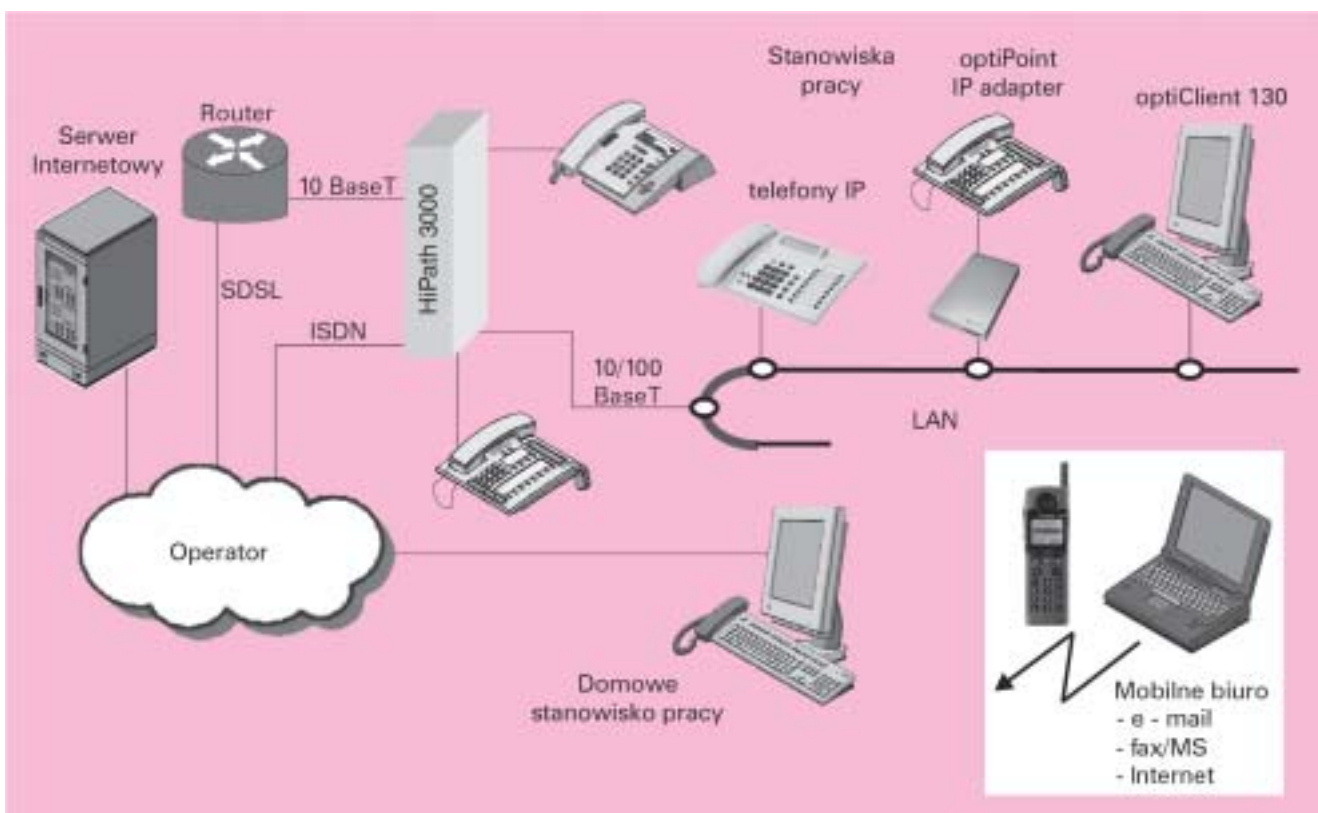 Stanowiska
pracy
optiPoint
IP adapter
optiClient 130
Router
Serwer
Internetowy
10 BaseT
HiPath 3000
telefony IP
SDSL
ISDN
10/100
BaseT
LAN
Operator
Domowe
stanowisko pracy
Mobilne biuro
- e - mail
- fax/MS
- Internet